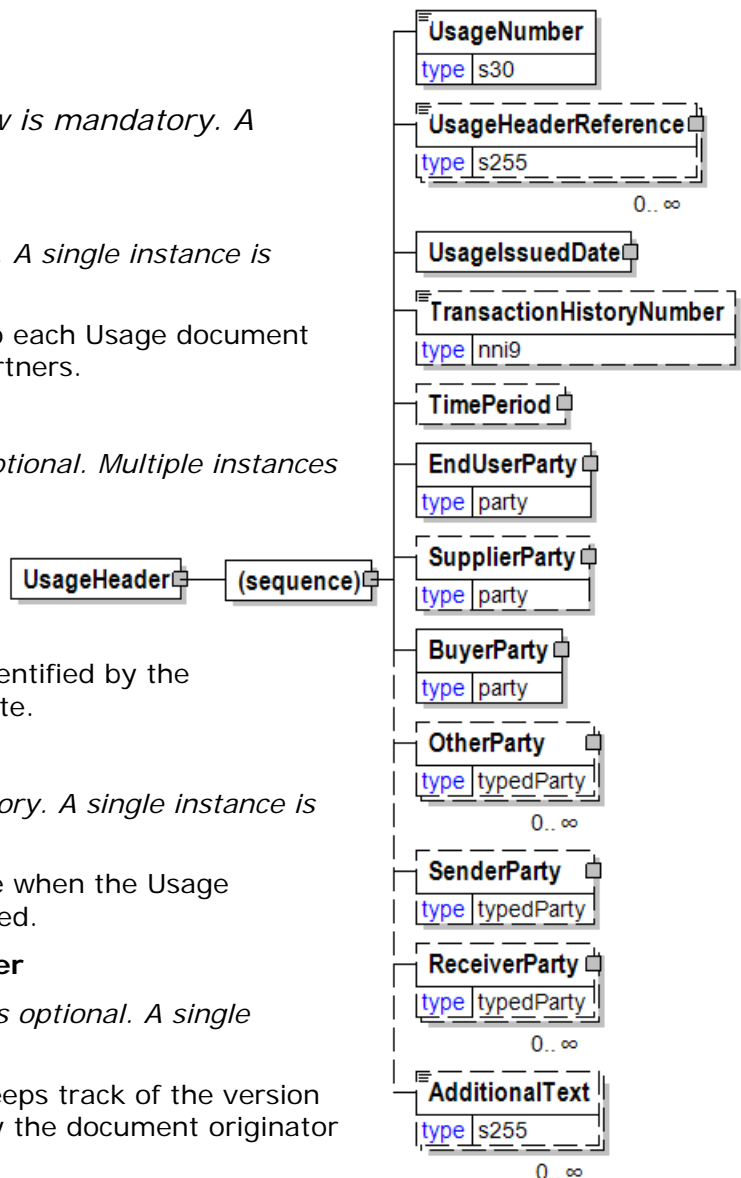 w is mandatory. A
. A single instance is
o each Usage document
rtners.
ptional. Multiple instances
entified by the
te.
ory. A single instance is
e when the Usage
ed.
er
s optional. A single
eeps track of the version
w the document originator
UsageHeader
(sequence)
UsageNumber
type s30
UsageHeaderReference
type s255
0.. ∞
UsageIssuedDate
TransactionHistoryNumber
type nni9
TimePeriod
EndUserParty
type party
SupplierParty
type party
BuyerParty
type party
OtherParty
type typedParty
0.. ∞
SenderParty
type typedParty
ReceiverParty
type typedParty
0.. ∞
AdditionalText
type s255
0.. ∞